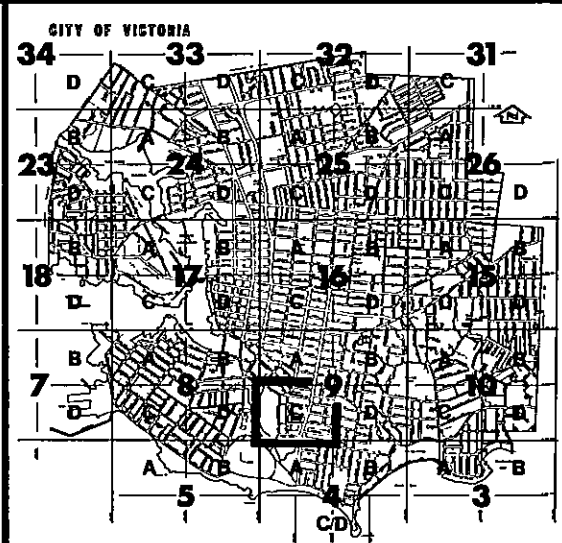 CITY OF VICTORIA
34 33 32 31
D C D C D C
N
B A B A B A
23 24 25 26
D C D C D C D
B A B A B A B
18 17 16 15
D C D C D D
B A B A B A B
7 8 9 10
D C D C D C D
A B A B A B
5 4 3
C/D